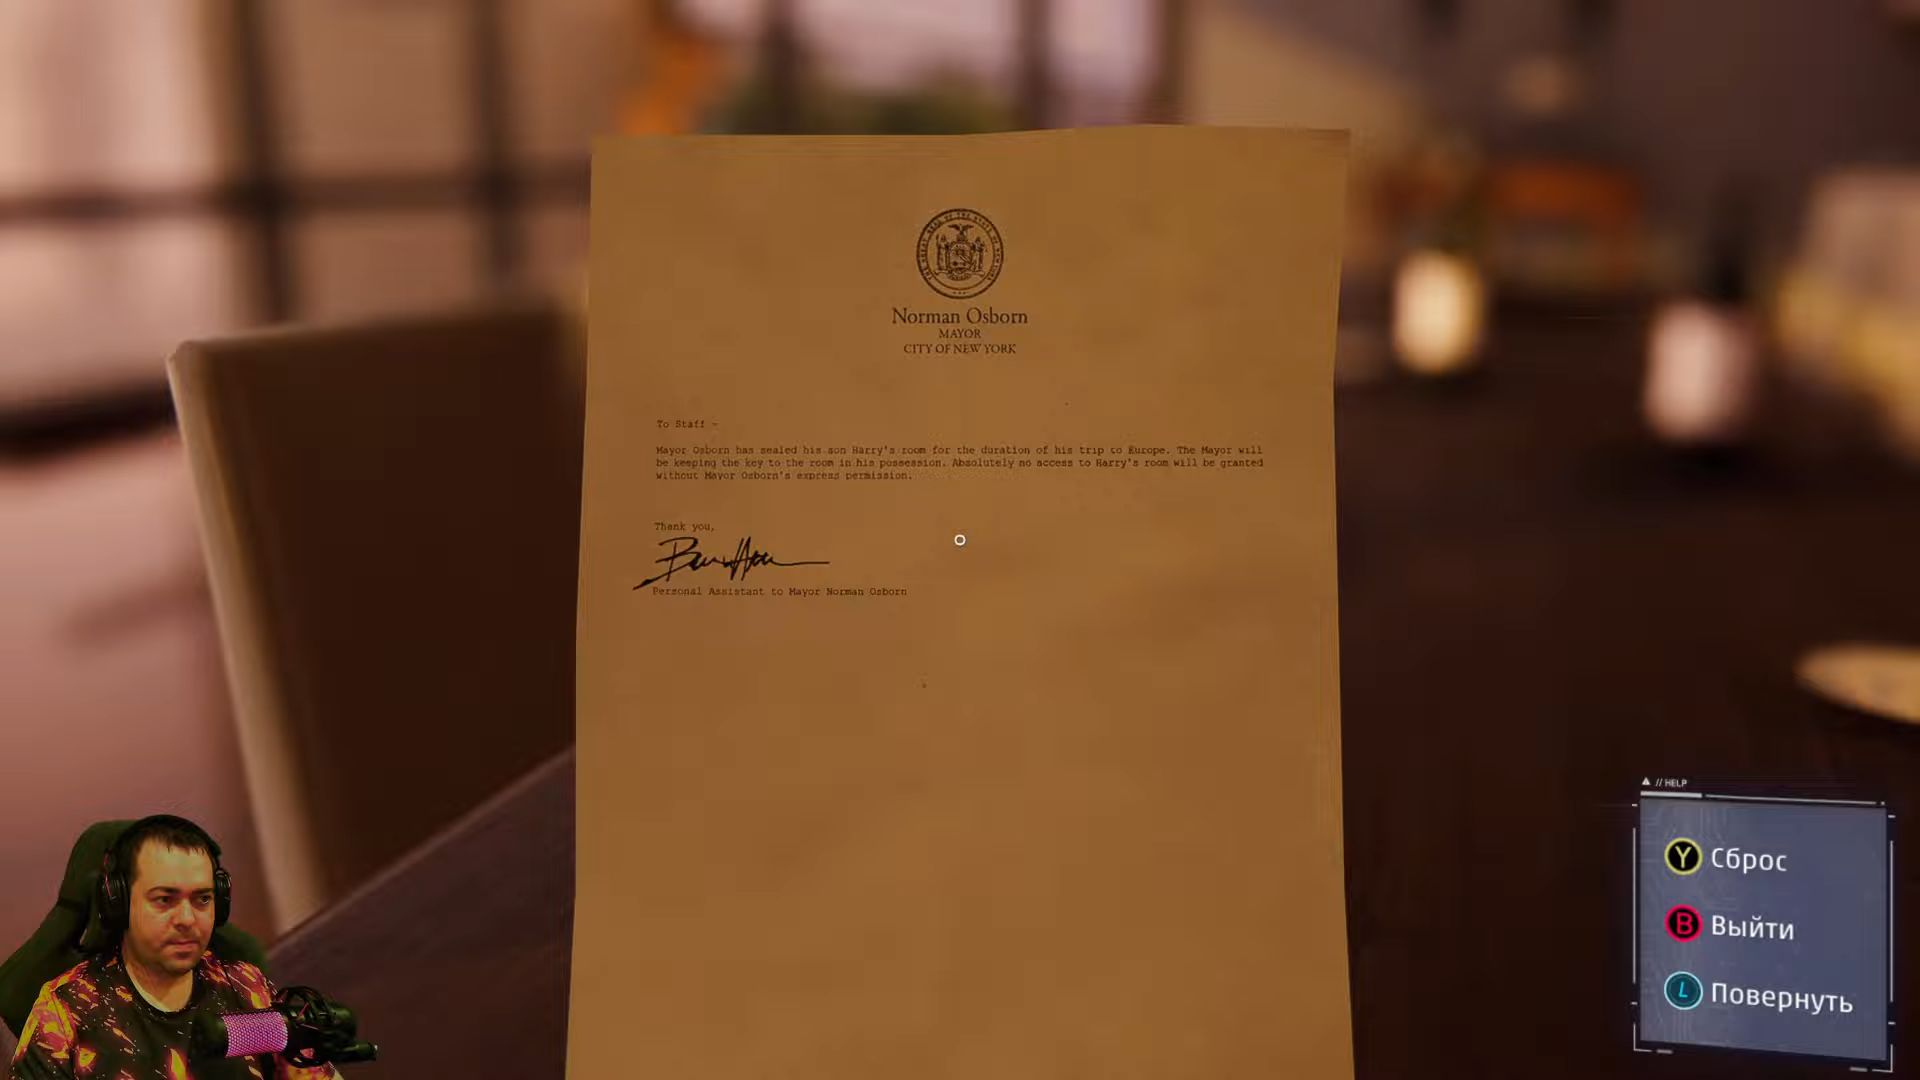 Norman Osborn
MAYOR
CITY OF NEW YORK
To Staff -
Mayor Osborn has sealed his son Harry's room for the duration of his trip to Europe. The Mayor will
be keeping the key to the room in his possession. Absolutely no access to Harry's room will be granted
without Mayor Osborn's express permission.
Thank you,
Personal Assistant to Mayor Norman Osborn
// HELP
Y Сброс
B Выйти
L Повернуть